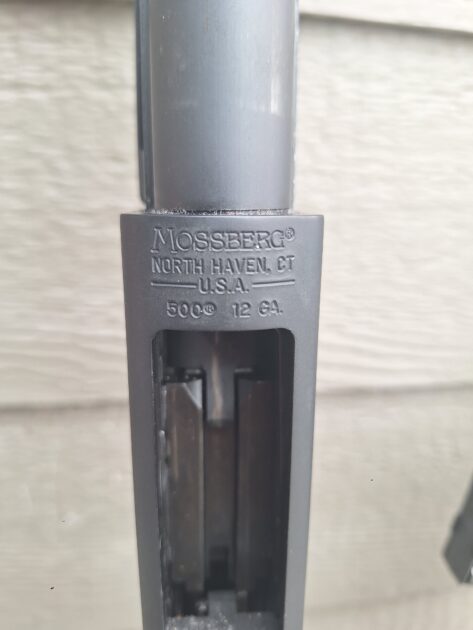 MOSSBERG®
NORTH HAVEN, CT
U.S.A.
500® 12 GA.